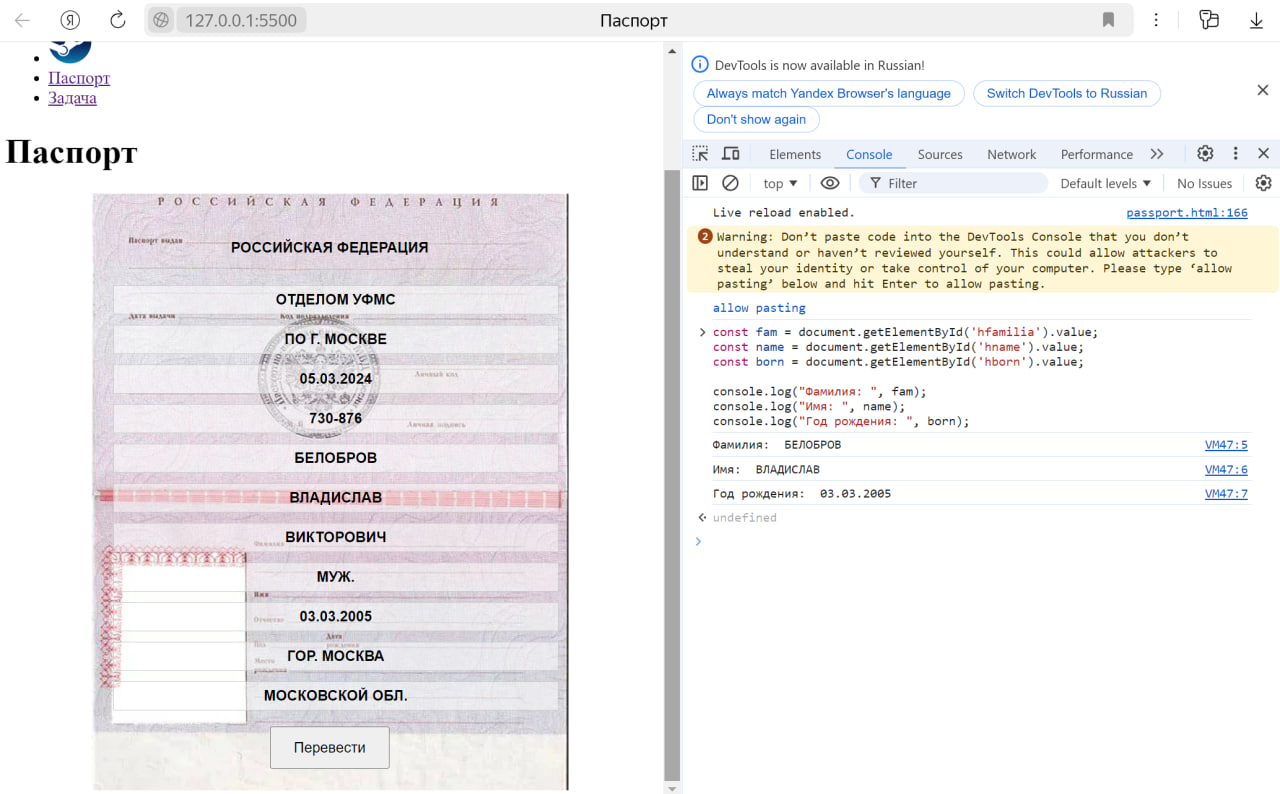 127.0.0.1:5500
Паспорт
Паспорт
Задача
Паспорт
РОССИЙСКАЯ ФЕДЕРАЦИЯ
Паспорт выдан
РОССИЙСКАЯ ФЕДЕРАЦИЯ
ОТДЕЛОМ УФМС
Дата выдачи Код подразделения
ПО Г. МОСКВЕ
05.03.2024
Личный код
730-876
Личная подпись
БЕЛОБРОВ
ВЛАДИСЛАВ
ВИКТОРОВИЧ
Фамилия
МУЖ.
Имя
03.03.2005
Отчество
Пол
Дата
рождения
ГОР. МОСКВА
Место
рождения
МОСКОВСКОЙ ОБЛ.
Перевести
DevTools is now available in Russian!
Always match Yandex Browser's language
Switch DevTools to Russian
Don't show again
Elements Console Sources Network Performance
top Filter Default levels No Issues
Live reload enabled. passport.html:166
2 Warning: Don’t paste code into the DevTools Console that you don’t
understand or haven’t reviewed yourself. This could allow attackers to
steal your identity or take control of your computer. Please type ‘allow
pasting’ below and hit Enter to allow pasting.
allow pasting
const fam = document.getElementById('hfamilia').value;
const name = document.getElementById('hname').value;
const born = document.getElementById('hborn').value;
console.log("Фамилия: ", fam);
console.log("Имя: ", name);
console.log("Год рождения: ", born);
Фамилия: БЕЛОБРОВ VM47:5
Имя: ВЛАДИСЛАВ VM47:6
Год рождения: 03.03.2005 VM47:7
undefined